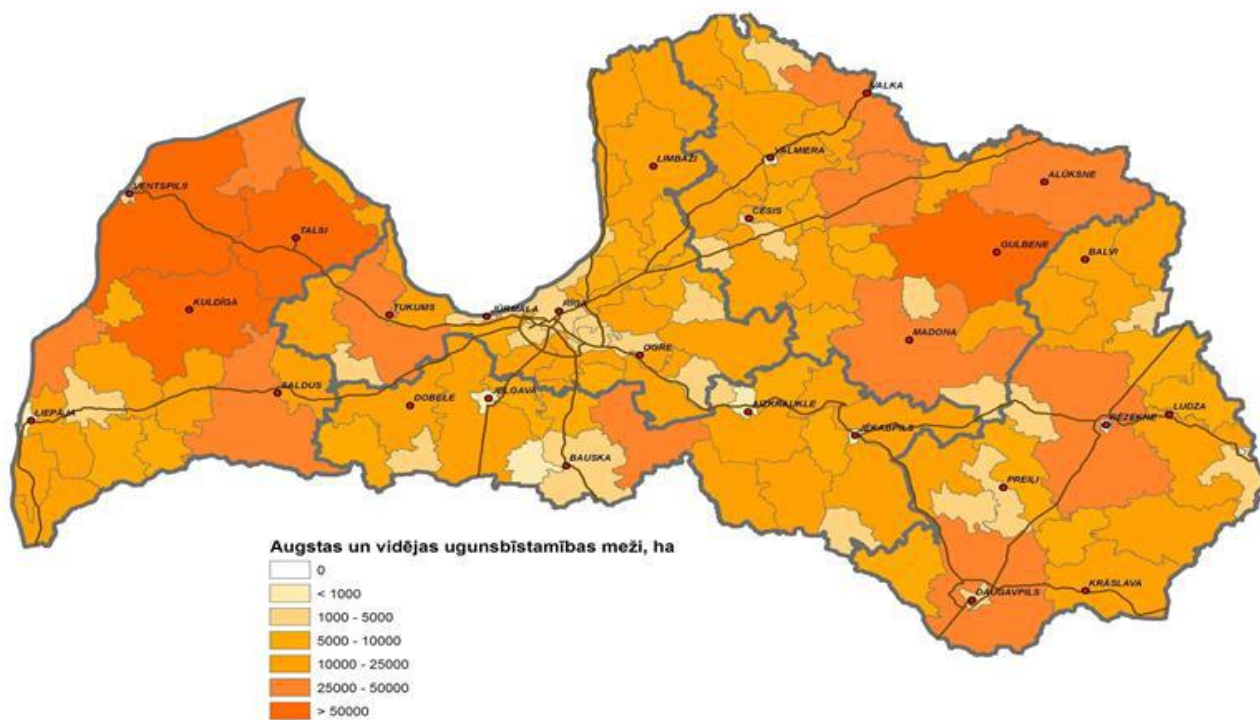 VALKA
VALMIERA
LIMBAŽI
ALŪKSNE
VENTSPILS
CĒSIS
TALSI
GULBENE
BALVI
KULDĪGA
TUKUMS
JŪRMALA
RĪGA
MADONA
OGRE
SALDUS
JELGAVA
DOBELE
AIZKRAUKLE
LIEPĀJA
JĒKABPILS
RĒZEKNE
LUDZA
BAUSKA
PREIĻI
KRĀSLAVA
DAUGAVPILS
Augstas un vidējas ugunsbīstamības meži, ha
0
< 1000
1000 - 5000
5000 - 10000
10000 - 25000
25000 - 50000
> 50000